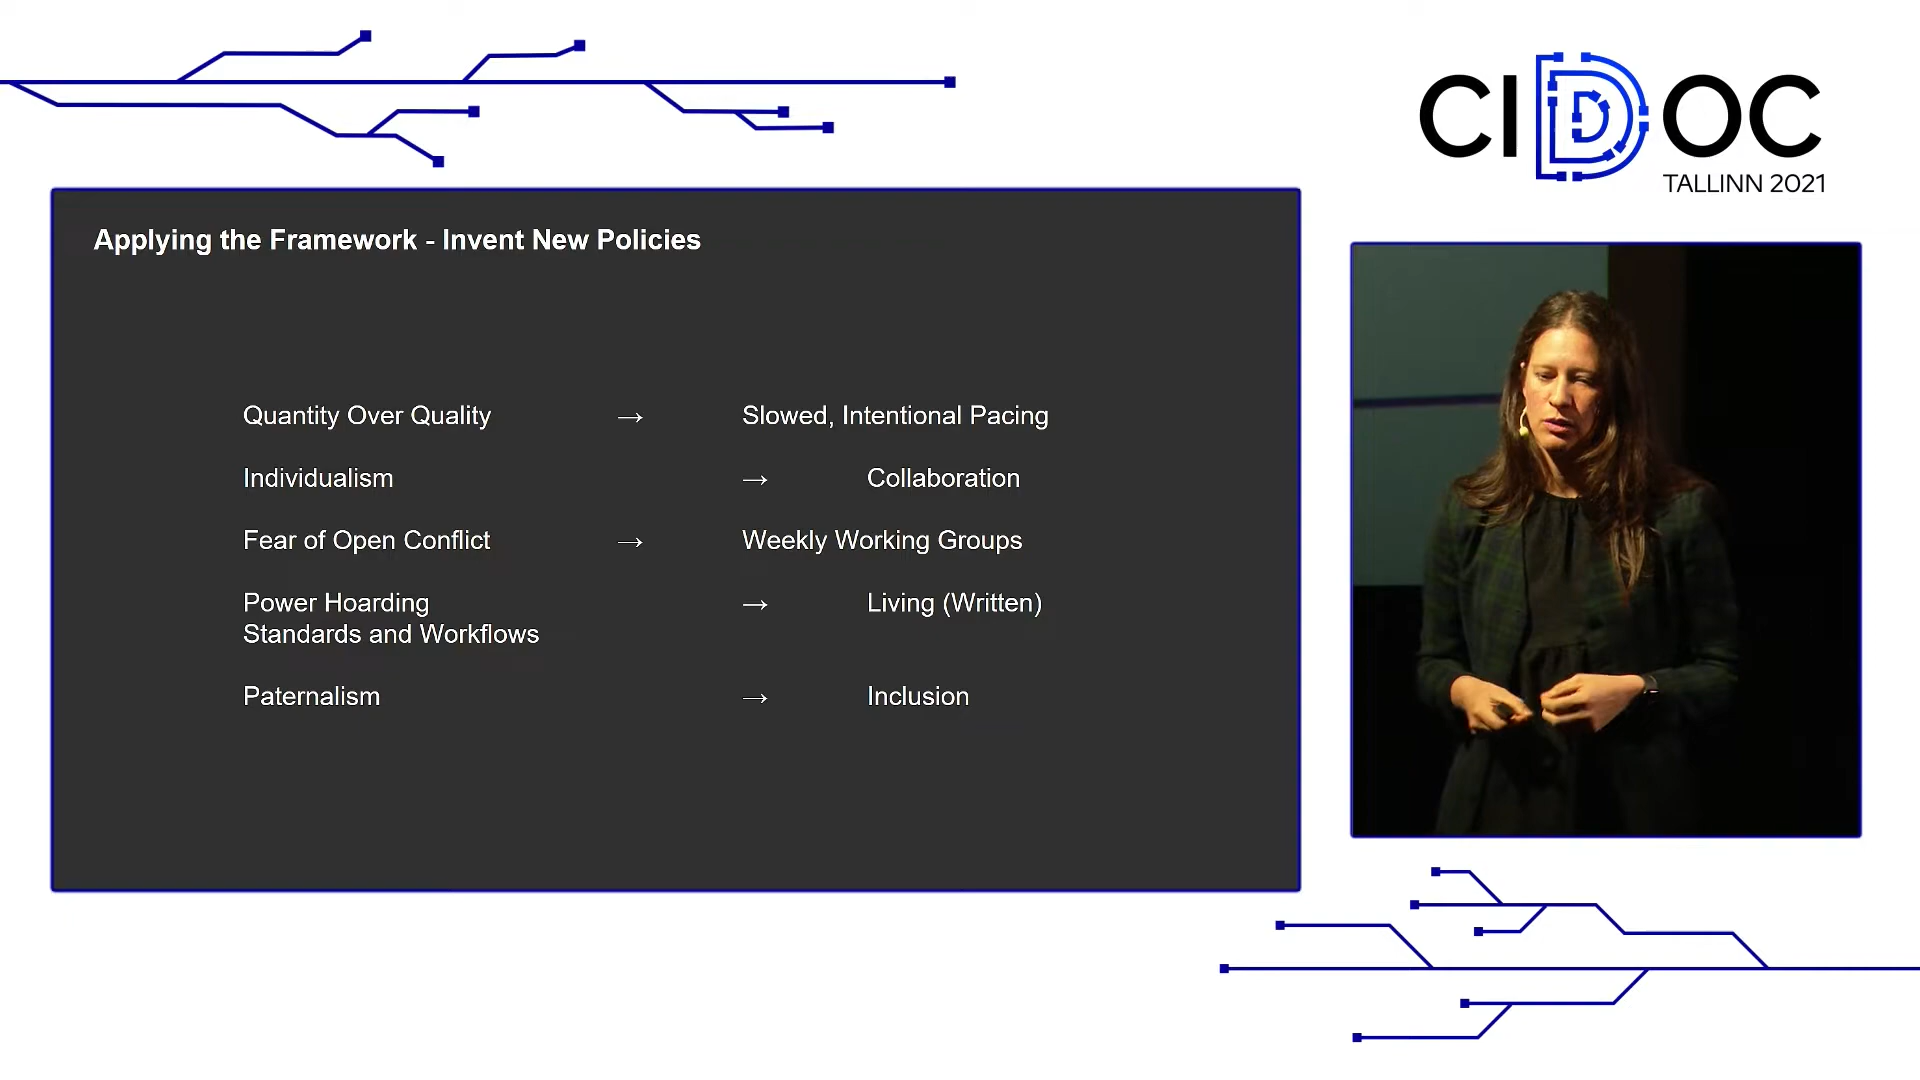 CIDOC
TALLINN 2021
Applying the Framework - Invent New Policies
Quantity Over Quality → Slowed, Intentional Pacing
Individualism → Collaboration
Fear of Open Conflict → Weekly Working Groups
Power Hoarding → Living (Written)
Standards and Workflows
Paternalism → Inclusion